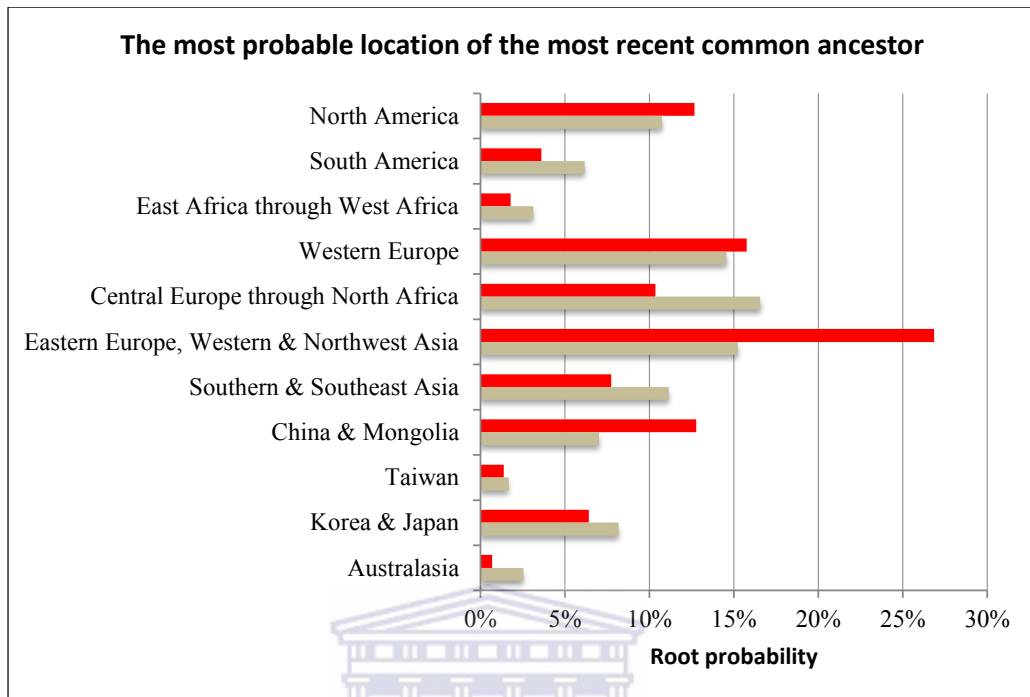 The most probable location of the most recent common ancestor
North America
South America
East Africa through West Africa
Western Europe
Central Europe through North Africa
Eastern Europe, Western & Northwest Asia
Southern & Southeast Asia
China & Mongolia
Taiwan
Korea & Japan
Australasia
0% 5% 10% 15% 20% 25% 30%
Root probability